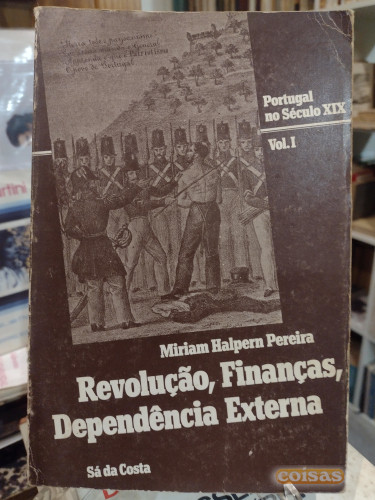 Portugal
no Século XIX
Vol. I
Miriam Halpern Pereira
Revolução, Finanças,
Dependência Externa
Sá da Costa
coisas